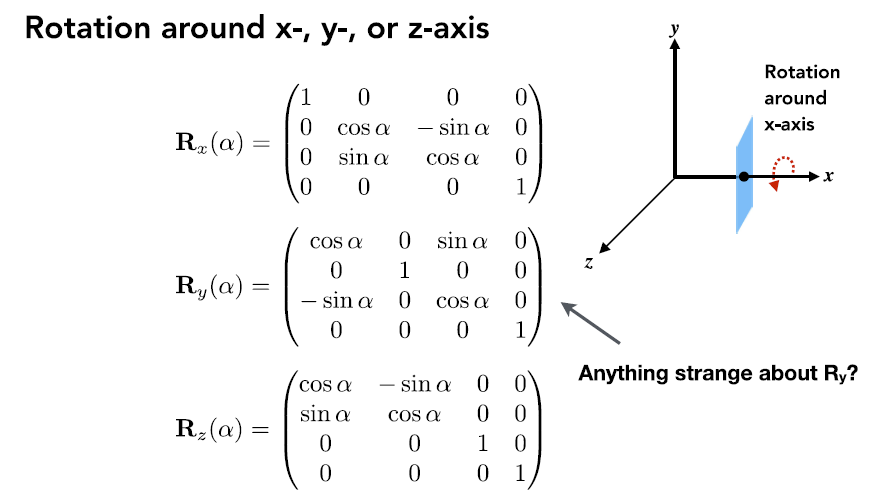 Rotation around x-, y-, or z-axis
y
Rotation
around
x-axis
x
z
$\mathbf{R}_x(\alpha) = \begin{pmatrix} 1 & 0 & 0 & 0 \\ 0 & \cos\alpha & -\sin\alpha & 0 \\ 0 & \sin\alpha & \cos\alpha & 0 \\ 0 & 0 & 0 & 1 \end{pmatrix}$
$\mathbf{R}_y(\alpha) = \begin{pmatrix} \cos\alpha & 0 & \sin\alpha & 0 \\ 0 & 1 & 0 & 0 \\ -\sin\alpha & 0 & \cos\alpha & 0 \\ 0 & 0 & 0 & 1 \end{pmatrix}$
Anything strange about R<sub>y</sub>?
$\mathbf{R}_z(\alpha) = \begin{pmatrix} \cos\alpha & -\sin\alpha & 0 & 0 \\ \sin\alpha & \cos\alpha & 0 & 0 \\ 0 & 0 & 1 & 0 \\ 0 & 0 & 0 & 1 \end{pmatrix}$